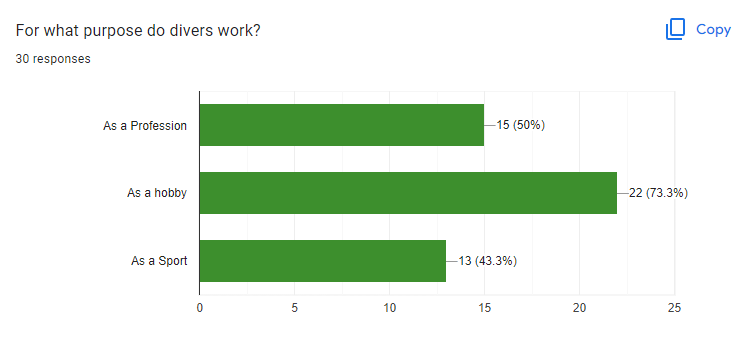 For what purpose do divers work?
Copy
30 responses
As a Profession
15 (50%)
As a hobby
22 (73.3%)
As a Sport
13 (43.3%)
0 5 10 15 20 25